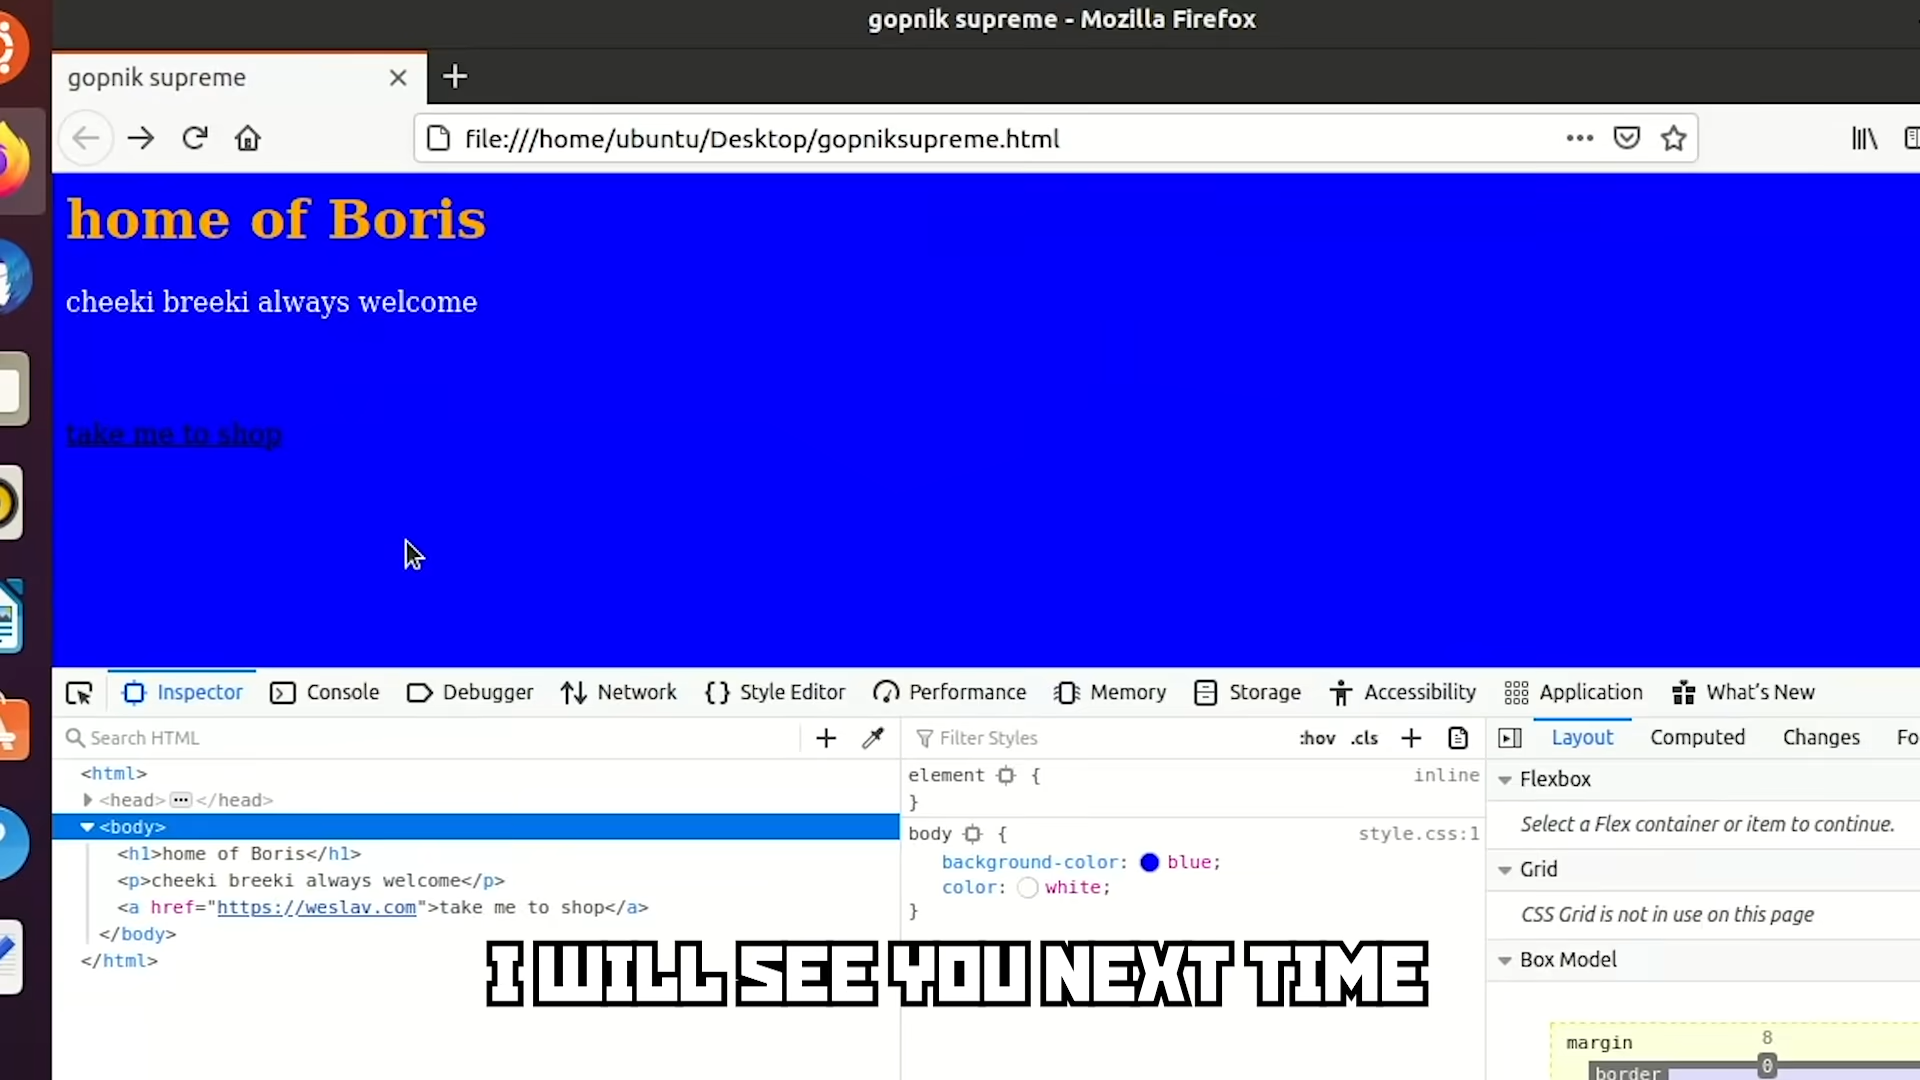 gopnik supreme - Mozilla Firefox
gopnik supreme
file:///home/ubuntu/Desktop/gopniksupreme.html
home of Boris
cheeki breeki always welcome
take me to shop
Inspector Console Debugger Network Style Editor Performance Memory Storage Accessibility Application What's New
Search HTML
Filter Styles :hov .cls
Layout Computed Changes Fo
<html>
<head>…</head>
<body>
<h1>home of Boris</h1>
<p>cheeki breeki always welcome</p>
<a href="https://weslav.com">take me to shop</a>
</body>
</html>
element { inline
}
body { style.css:1
background-color: blue;
color: white;
}
Flexbox
Select a Flex container or item to continue.
Grid
CSS Grid is not in use on this page
Box Model
margin 8
border 0
I WILL SEE YOU NEXT TIME